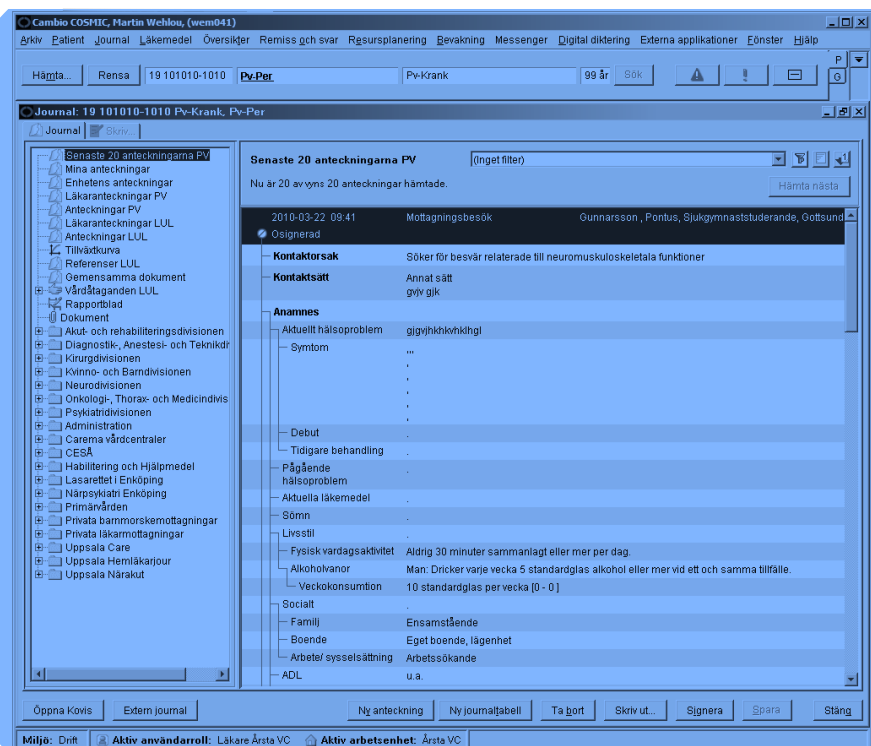 Cambio COSMIC, Martin Wehlou, (wem041)
Arkiv Patient Journal Läkemedel Översikter Remiss och svar Resursplanering Bevakning Messenger Digital diktering Externa applikationer Fönster Hjälp
Hämta... Rensa 19 101010-1010 Pv-Per Pv-Krank 99 år Sök ! P
G
Journal: 19 101010-1010 Pv-Krank, Pv-Per
Journal Skriv...
Senaste 20 anteckningarna PV
Mina anteckningar
Enhetens anteckningar
Läkaranteckningar PV
Anteckningar PV
Läkaranteckningar LUL
Anteckningar LUL
Tillväxtkurva
Referenser LUL
Gemensamma dokument
Vårdåtaganden LUL
Rapportblad
Dokument
Akut- och rehabiliteringsdivisionen
Diagnostik-, Anestesi- och Teknikdi
Kirurgdivisionen
Kvinno- och Barndivisionen
Neurodivisionen
Onkologi-, Thorax- och Medicindivis
Psykiatridivisionen
Administration
Carema vårdcentraler
CESÅ
Habilitering och Hjälpmedel
Lasarettet i Enköping
Närpsykiatri Enköping
Primärvården
Privata barnmorskemottagningar
Privata läkarmottagningar
Uppsala Care
Uppsala Hemläkarjour
Uppsala Närakut
Senaste 20 anteckningarna PV (Inget filter)
Nu är 20 av vyns 20 anteckningar hämtade. Hämta nästa
2010-03-22 09:41 Mottagningsbesök Gunnarsson , Pontus, Sjukgymnaststuderande, Gottsund
Osignerad
Kontaktorsak Söker för besvär relaterade till neuromuskuloskeletala funktioner
Kontaktsätt Annat sätt
gvjv gjk
Anamnes
Aktuellt hälsoproblem gjgvjhkhkvhklhgl
Symtom ,,,
,
,
,
,
,
Debut .
Tidigare behandling .
Pågående .
hälsoproblem
Aktuella läkemedel .
Sömn .
Livsstil .
Fysisk vardagsaktivitet Aldrig 30 minuter sammanlagt eller mer per dag.
Alkoholvanor Man: Dricker varje vecka 5 standardglas alkohol eller mer vid ett och samma tillfälle.
Veckokonsumtion 10 standardglas per vecka [0 - 0 ]
Socialt .
Familj Ensamstående
Boende Eget boende, lägenhet
Arbete/ sysselsättning Arbetssökande
ADL u.a.
Öppna Kovis Extern journal Ny anteckning Ny journaltabell Ta bort Skriv ut... Signera Spara Stäng
Miljö: Drift Aktiv användarroll: Läkare Årsta VC Aktiv arbetsenhet: Årsta VC